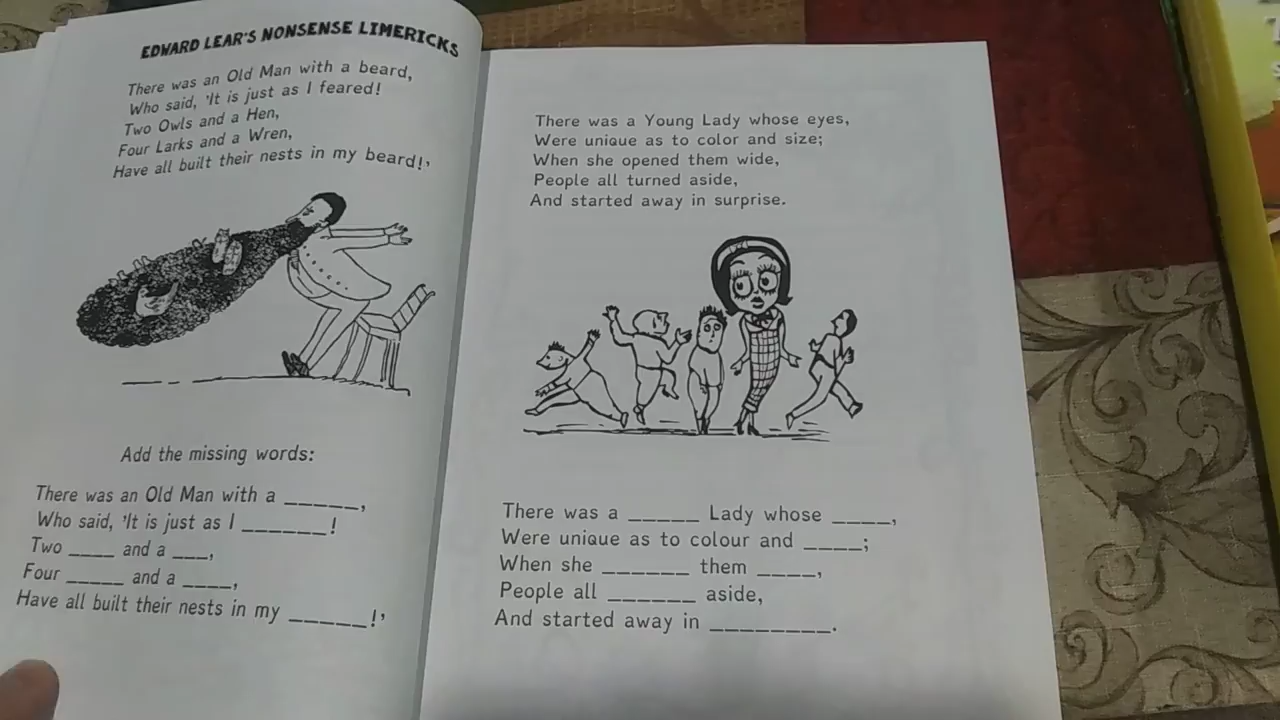 EDWARD LEAR'S NONSENSE LIMERICKS
There was an Old Man with a beard,
Who said, 'It is just as I feared!
Two Owls and a Hen,
Four Larks and a Wren,
Have all built their nests in my beard!,
Add the missing words:
There was an Old Man with a _____,
Who said, 'It is just as I _______!
Two ____ and a ___,
Four _____ and a ____,
Have all built their nests in my _____!'
There was a Young Lady whose eyes,
Were unique as to color and size;
When she opened them wide,
People all turned aside,
And started away in surprise.
There was a _____ Lady whose ____,
Were unique as to colour and ____;
When she ______ them ____,
People all ______ aside,
And started away in ________.